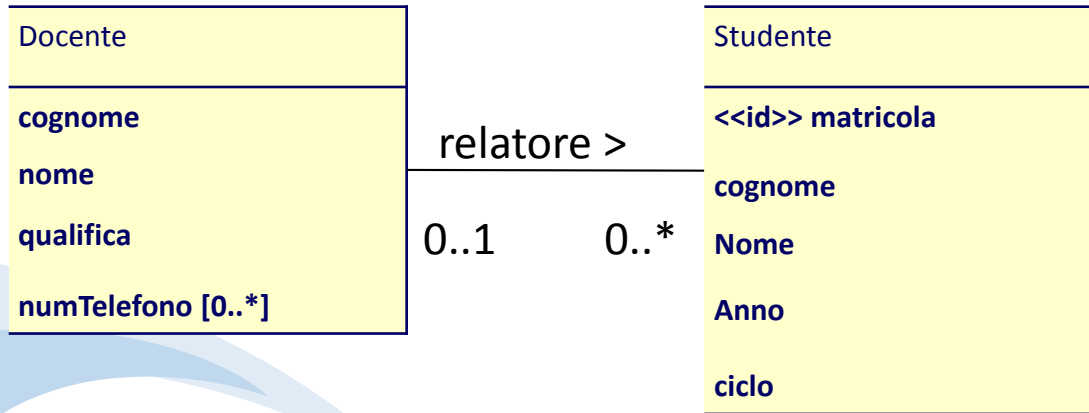 Docente
cognome
nome
qualifica
numTelefono [0..*]
relatore >
0..1
0..*
Studente
<<id>> matricola
cognome
Nome
Anno
ciclo